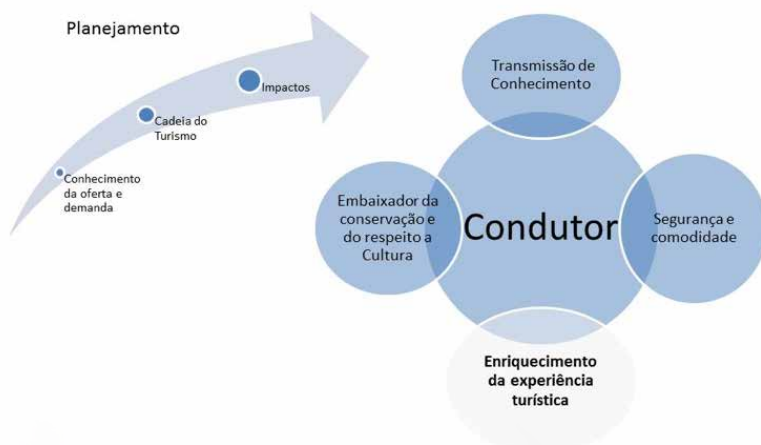 Planejamento
Impactos
Cadeia do
Turismo
Conhecimento
da oferta e
demanda
Transmissão de
Conhecimento
Embaixador da
conservação e
do respeito a
Cultura
Condutor
Segurança e
comodidade
Enriquecimento
da experiência
turística